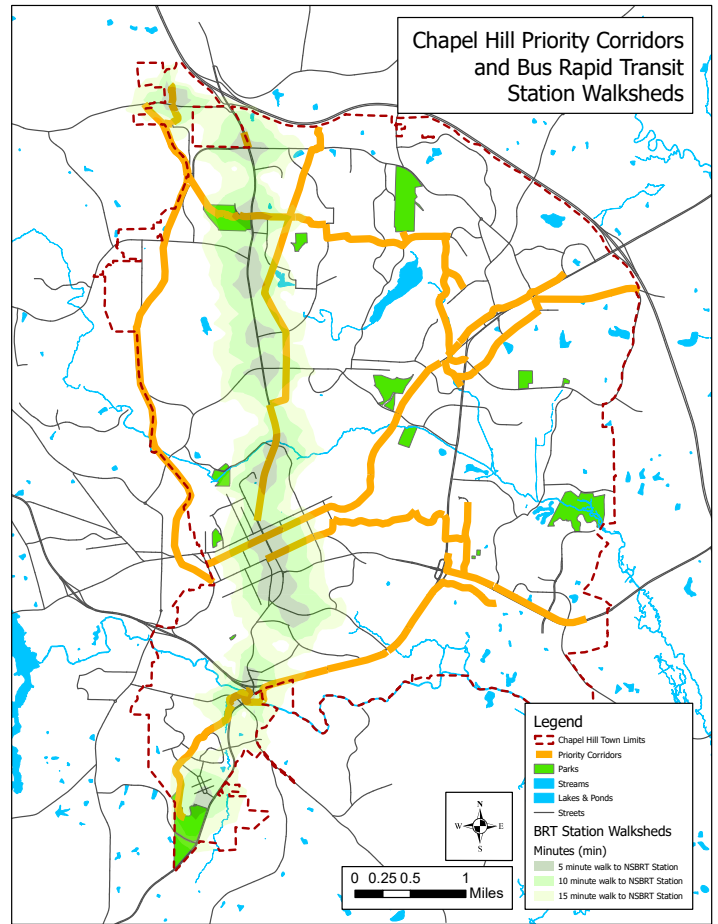 Chapel Hill Priority Corridors
and Bus Rapid Transit
Station Walksheds
Legend
Chapel Hill Town Limits
Priority Corridors
Parks
Streams
Lakes & Ponds
Streets
BRT Station Walksheds
Minutes (min)
5 minute walk to NSBRT Station
10 minute walk to NSBRT Station
15 minute walk to NSBRT Station
N
W E
S
0 0.25 0.5 1
Miles